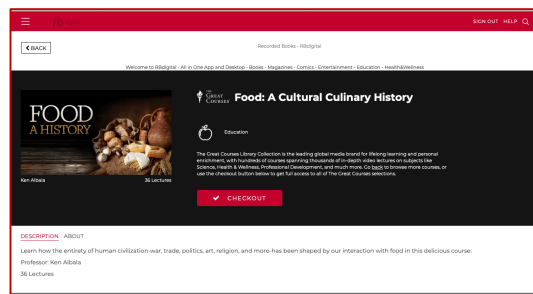 SIGN OUT HELP
BACK
Recorded Books - RBdigital
Welcome to RBdigital - All in One App and Desktop - Books - Magazines - Comics - Entertainment - Education - Health&Wellness
THE GREAT COURSES
Food: A Cultural Culinary History
FOOD
A HISTORY
Education
The Great Courses Library Collection is the leading global media brand for lifelong learning and personal
enrichment, with hundreds of courses spanning thousands of in-depth video lectures on subjects like
Science, Health & Wellness, Professional Development, and much more. Go back to browse more courses, or
use the checkout button below to get full access to all of The Great Courses selections.
Ken Albala
36 Lectures
CHECKOUT
DESCRIPTION ABOUT
Learn how the entirety of human civilization-war, trade, politics, art, religion, and more-has been shaped by our interaction with food in this delicious course.
Professor: Ken Albala
36 Lectures